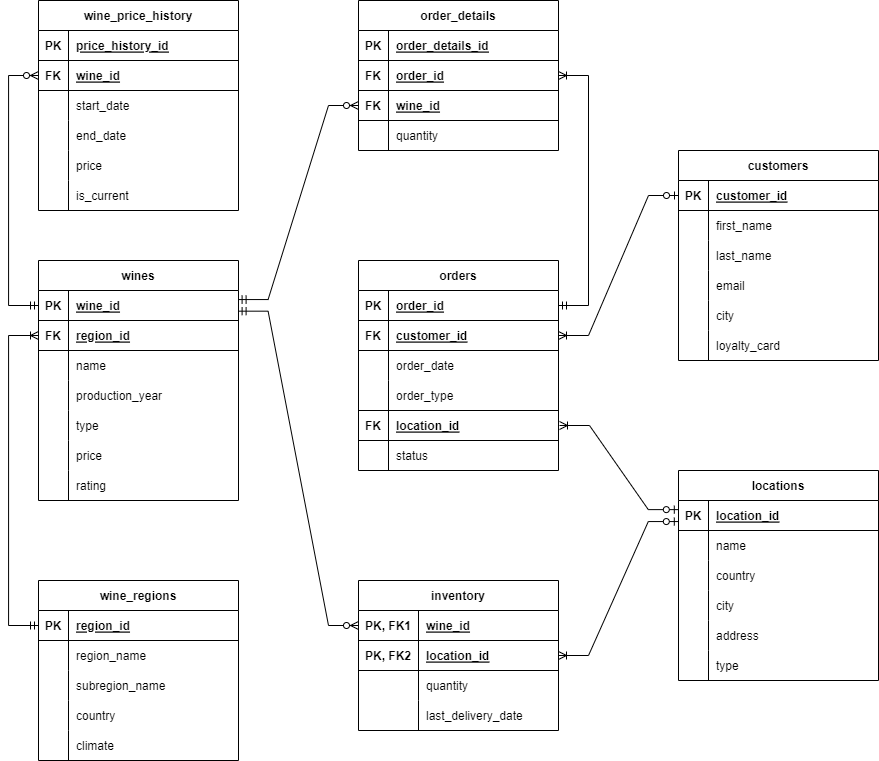 wine_price_history
PK price_history_id
FK wine_id
start_date
end_date
price
is_current
order_details
PK order_details_id
FK order_id
FK wine_id
quantity
customers
PK customer_id
first_name
last_name
email
city
loyalty_card
wines
PK wine_id
FK region_id
name
production_year
type
price
rating
orders
PK order_id
FK customer_id
order_date
order_type
FK location_id
status
locations
PK location_id
name
country
city
address
type
wine_regions
PK region_id
region_name
subregion_name
country
climate
inventory
PK, FK1 wine_id
PK, FK2 location_id
quantity
last_delivery_date